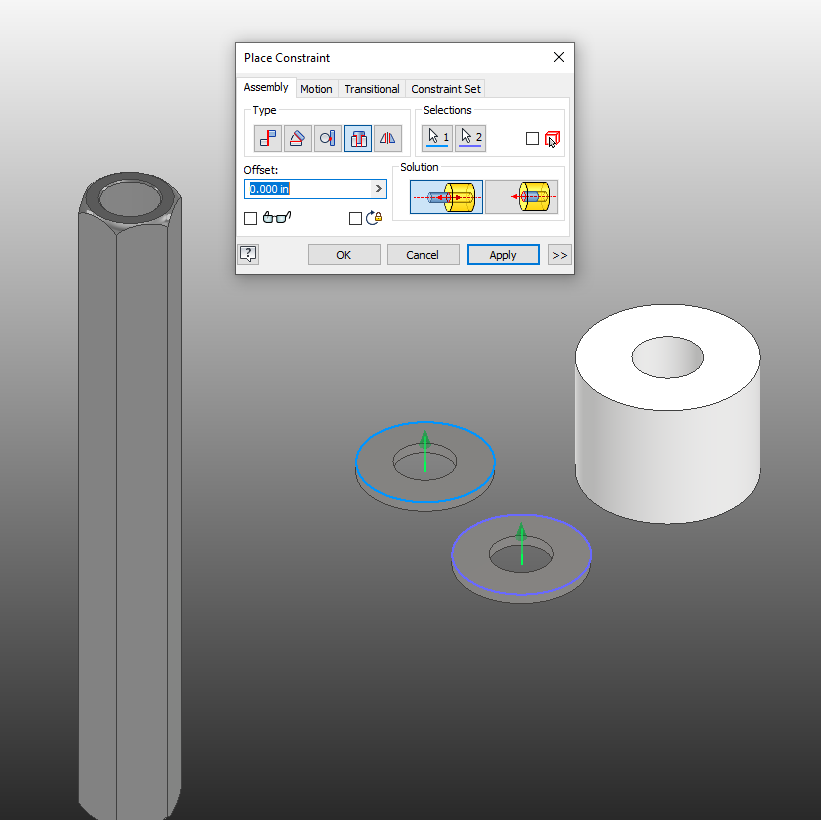 Place Constraint
Assembly Motion Transitional Constraint Set
Type
Selections
1 2
Offset:
Solution
0.000 in >
?
OK Cancel Apply >>